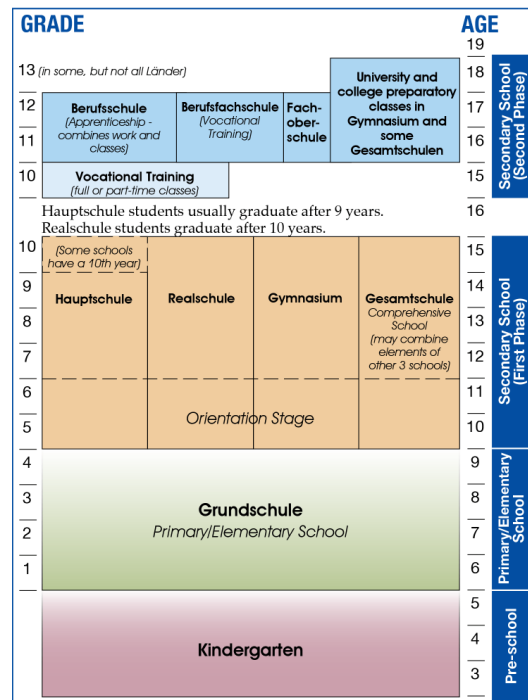 GRADE
AGE
19
13 (in some, but not all Länder)
18
12
17
11
16
10
15
Berufsschule
(Apprenticeship -
combines work and
classes)
Berufsfachschule
(Vocational
Training)
Fach-
ober-
schule
University and
college preparatory
classes in
Gymnasium and
some
Gesamtschulen
Vocational Training
(full or part-time classes)
Secondary School
(Second Phase)
Hauptschule students usually graduate after 9 years.
Realschule students graduate after 10 years.
16
10
15
9
14
8
13
7
12
6
11
5
10
(Some schools
have a 10th year)
Hauptschule
Realschule
Gymnasium
Gesamtschule
Comprehensive
School
(may combine
elements of
other 3 schools)
Orientation Stage
Secondary School
(First Phase)
4
9
3
8
2
7
1
6
Grundschule
Primary/Elementary School
Primary/Elementary
School
5
4
3
Kindergarten
Pre-school